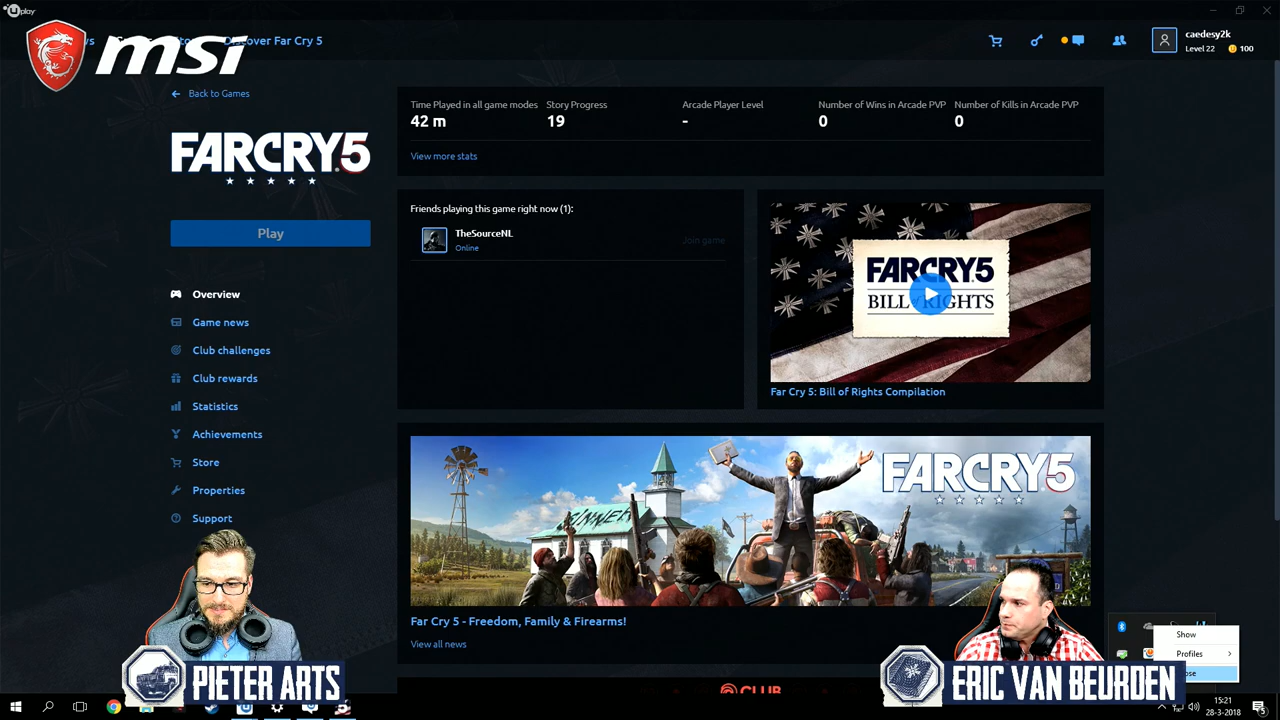 uplay
msi
Discover Far Cry 5
caedesy2k
Level 22
100
Back to Games
FARCRY5
Play
Overview
Game news
Club challenges
Club rewards
Statistics
Achievements
Store
Properties
Support
Time Played in all game modes
42 m
Story Progress
19
Arcade Player Level
-
Number of Wins in Arcade PVP
0
Number of Kills in Arcade PVP
0
View more stats
Friends playing this game right now (1):
TheSourceNL
Online
Join game
FARCRY5
BILL of RIGHTS
Far Cry 5: Bill of Rights Compilation
SINNER
FARCRY5
Far Cry 5 - Freedom, Family & Firearms!
View all news
CLUB
Show
Profiles
PIETER ARTS
ERIC VAN BEURDEN
15:21
28-3-2018